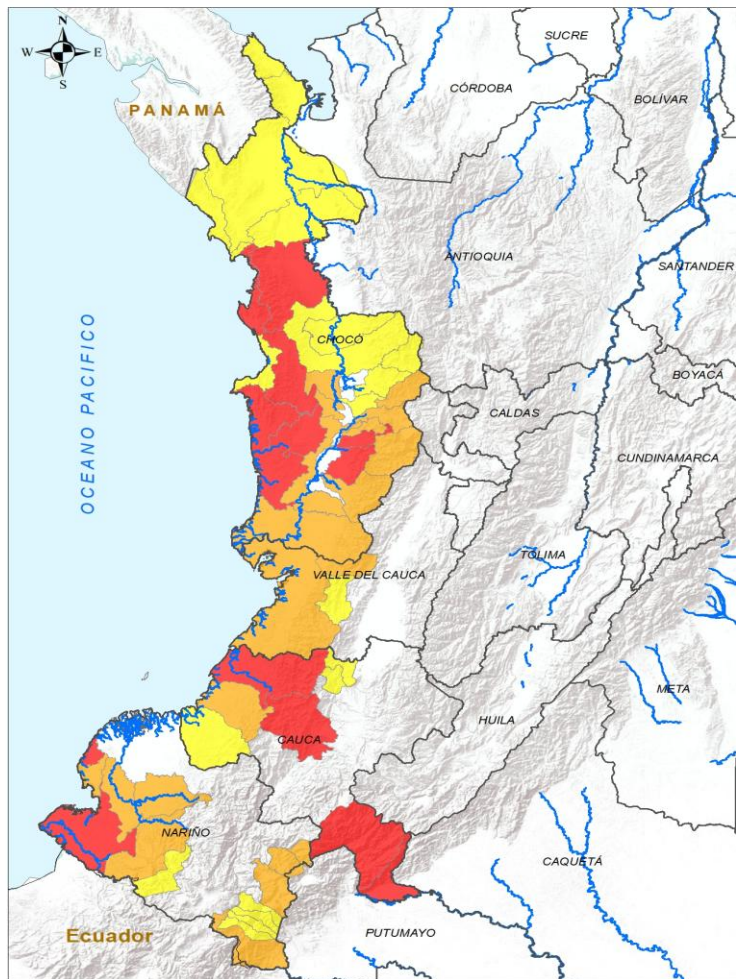 N
W E
S
SUCRE
CÓRDOBA
PANAMÁ
BOLÍVAR
ANTIOQUIA
SANTANDER
OCEANO PACIFICO
CHOCÓ
BOYACÁ
CALDAS
CUNDINAMARCA
TOLIMA
VALLE DEL CAUCA
META
HUILA
CAUCA
NARIÑO
CAQUETÁ
Ecuador
PUTUMAYO